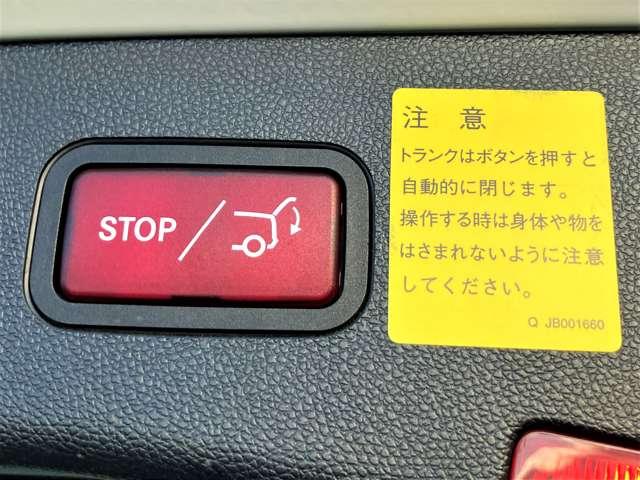 STOP
注 意
トランクはボタンを押すと
自動的に閉じます。
操作する時は身体や物を
はさまれないように注意
してください。
Q JB001660